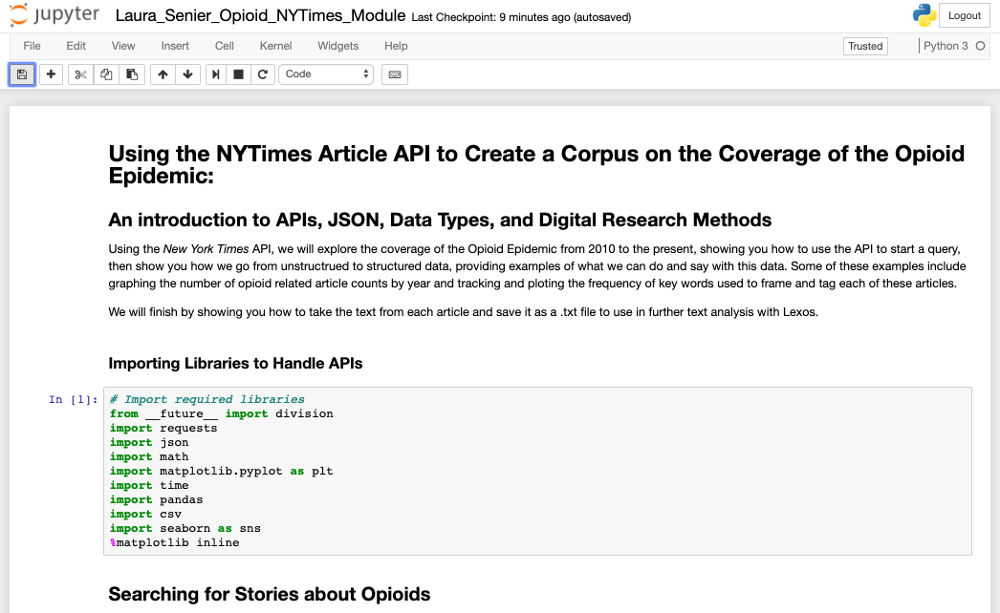 jupyter Laura_Senier_Opioid_NYTimes_Module Last Checkpoint: 9 minutes ago (autosaved) Logout
File Edit View Insert Cell Kernel Widgets Help Trusted Python 3
Code
Using the NYTimes Article API to Create a Corpus on the Coverage of the Opioid
Epidemic:
An introduction to APIs, JSON, Data Types, and Digital Research Methods
Using the New York Times API, we will explore the coverage of the Opioid Epidemic from 2010 to the present, showing you how to use the API to start a query,
then show you how we go from unstructrued to structured data, providing examples of what we can do and say with this data. Some of these examples include
graphing the number of opioid related article counts by year and tracking and ploting the frequency of key words used to frame and tag each of these articles.
We will finish by showing you how to take the text from each article and save it as a .txt file to use in further text analysis with Lexos.
Importing Libraries to Handle APIs
In [1]: # Import required libraries
from __future__ import division
import requests
import json
import math
import matplotlib.pyplot as plt
import time
import pandas
import csv
import seaborn as sns
%matplotlib inline
Searching for Stories about Opioids